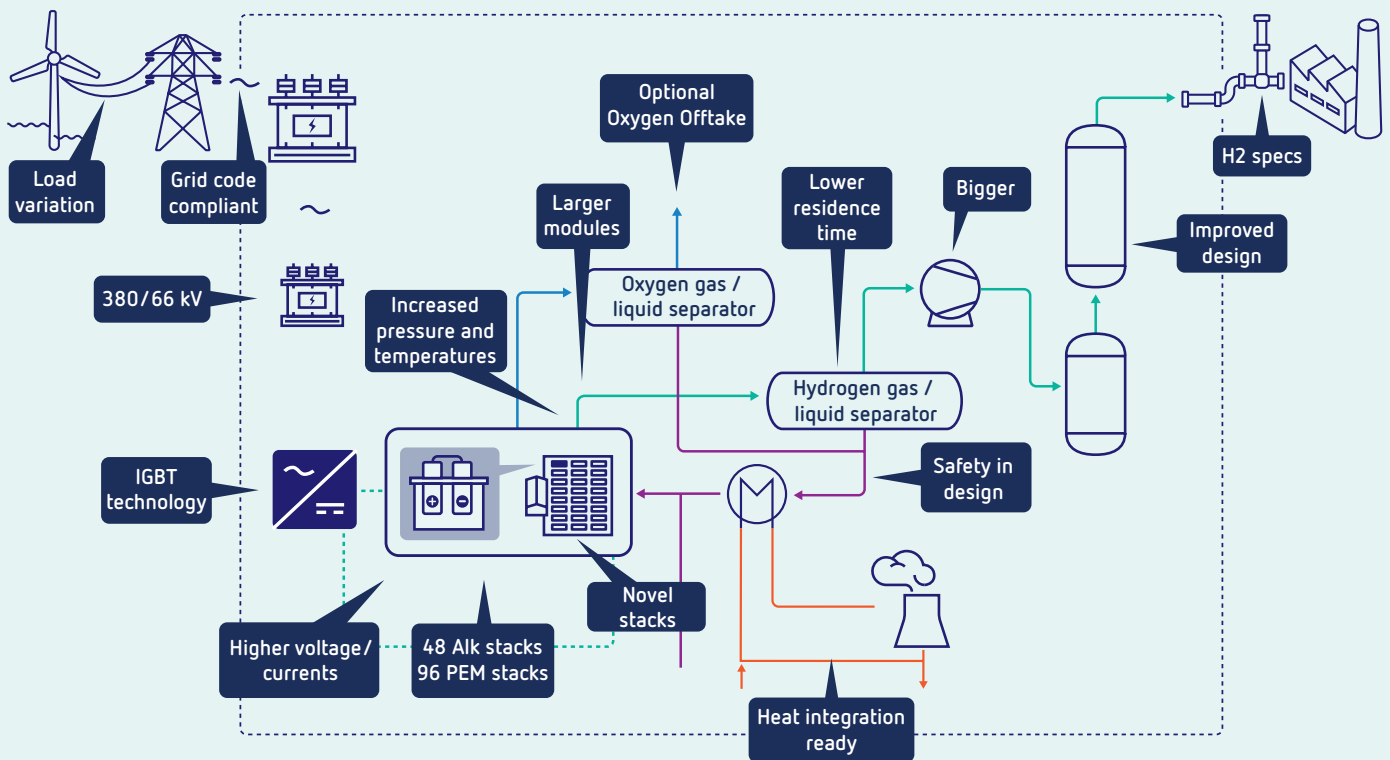 Load
variation
Grid code
compliant
380/66 kV
Optional
Oxygen Offtake
Larger
modules
Lower
residence
time
Bigger
H2 specs
Improved
design
Increased
pressure and
temperatures
Oxygen gas /
liquid separator
Hydrogen gas /
liquid separator
IGBT
technology
Safety in
design
Novel
stacks
Higher voltage/
currents
48 Alk stacks
96 PEM stacks
Heat integration
ready